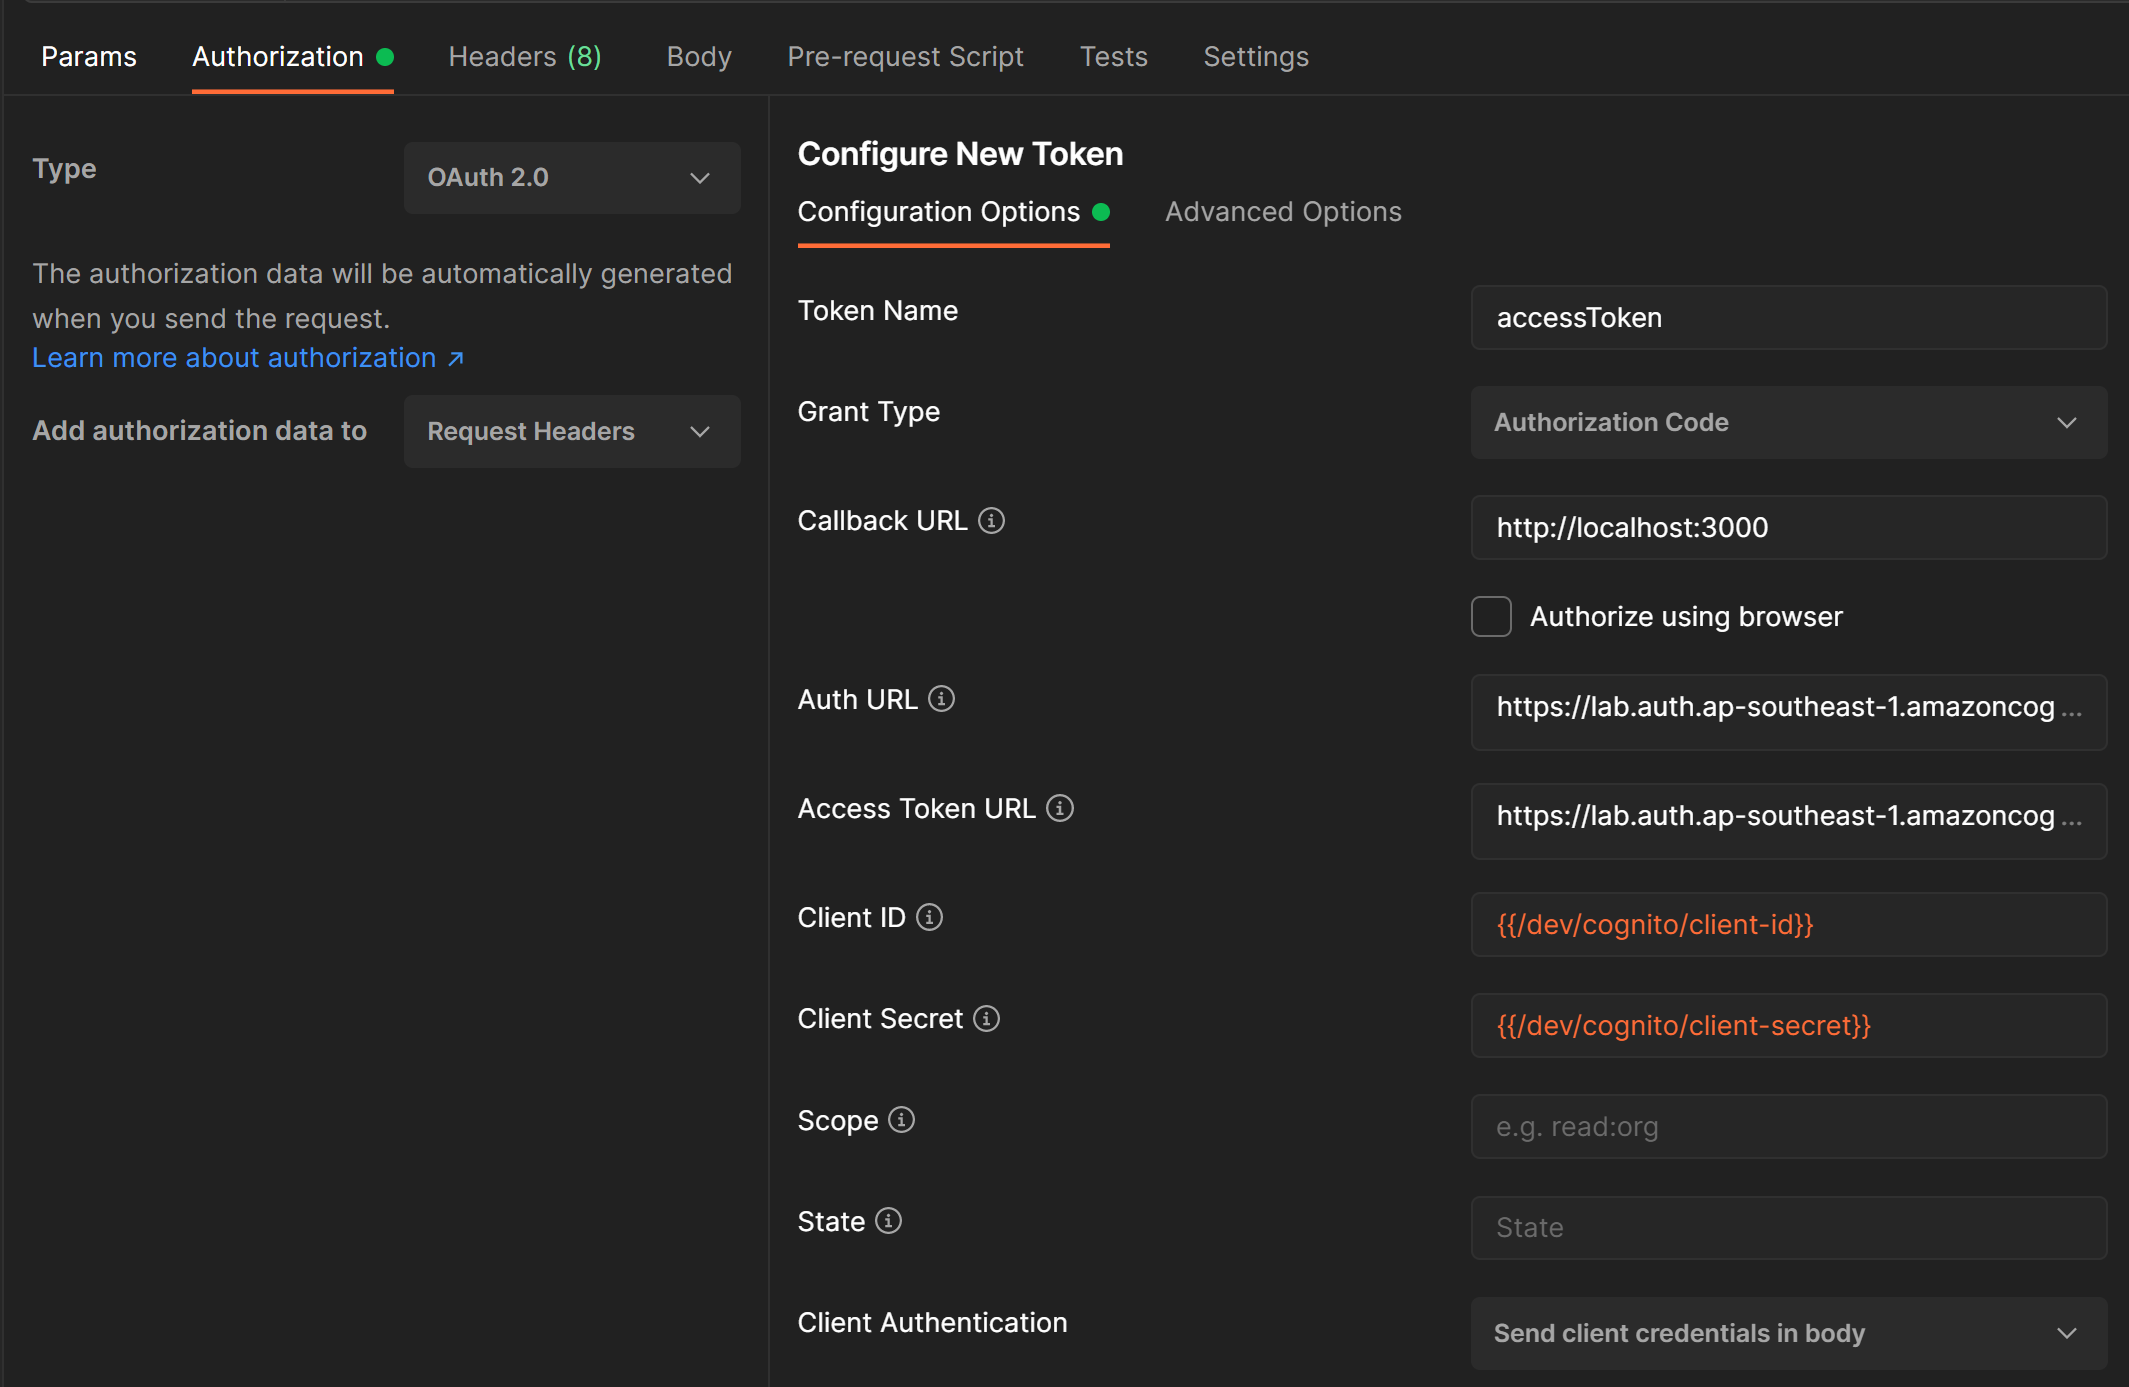 Params Authorization Headers (8) Body Pre-request Script Tests Settings
Type
OAuth 2.0
The authorization data will be automatically generated
when you send the request.
Learn more about authorization ↗
Add authorization data to
Request Headers
Configure New Token
Configuration Options Advanced Options
Token Name
accessToken
Grant Type
Authorization Code
Callback URL
http://localhost:3000
Authorize using browser
Auth URL
https://lab.auth.ap-southeast-1.amazoncog ...
Access Token URL
https://lab.auth.ap-southeast-1.amazoncog ...
Client ID
{{/dev/cognito/client-id}}
Client Secret
{{/dev/cognito/client-secret}}
Scope
e.g. read:org
State
State
Client Authentication
Send client credentials in body